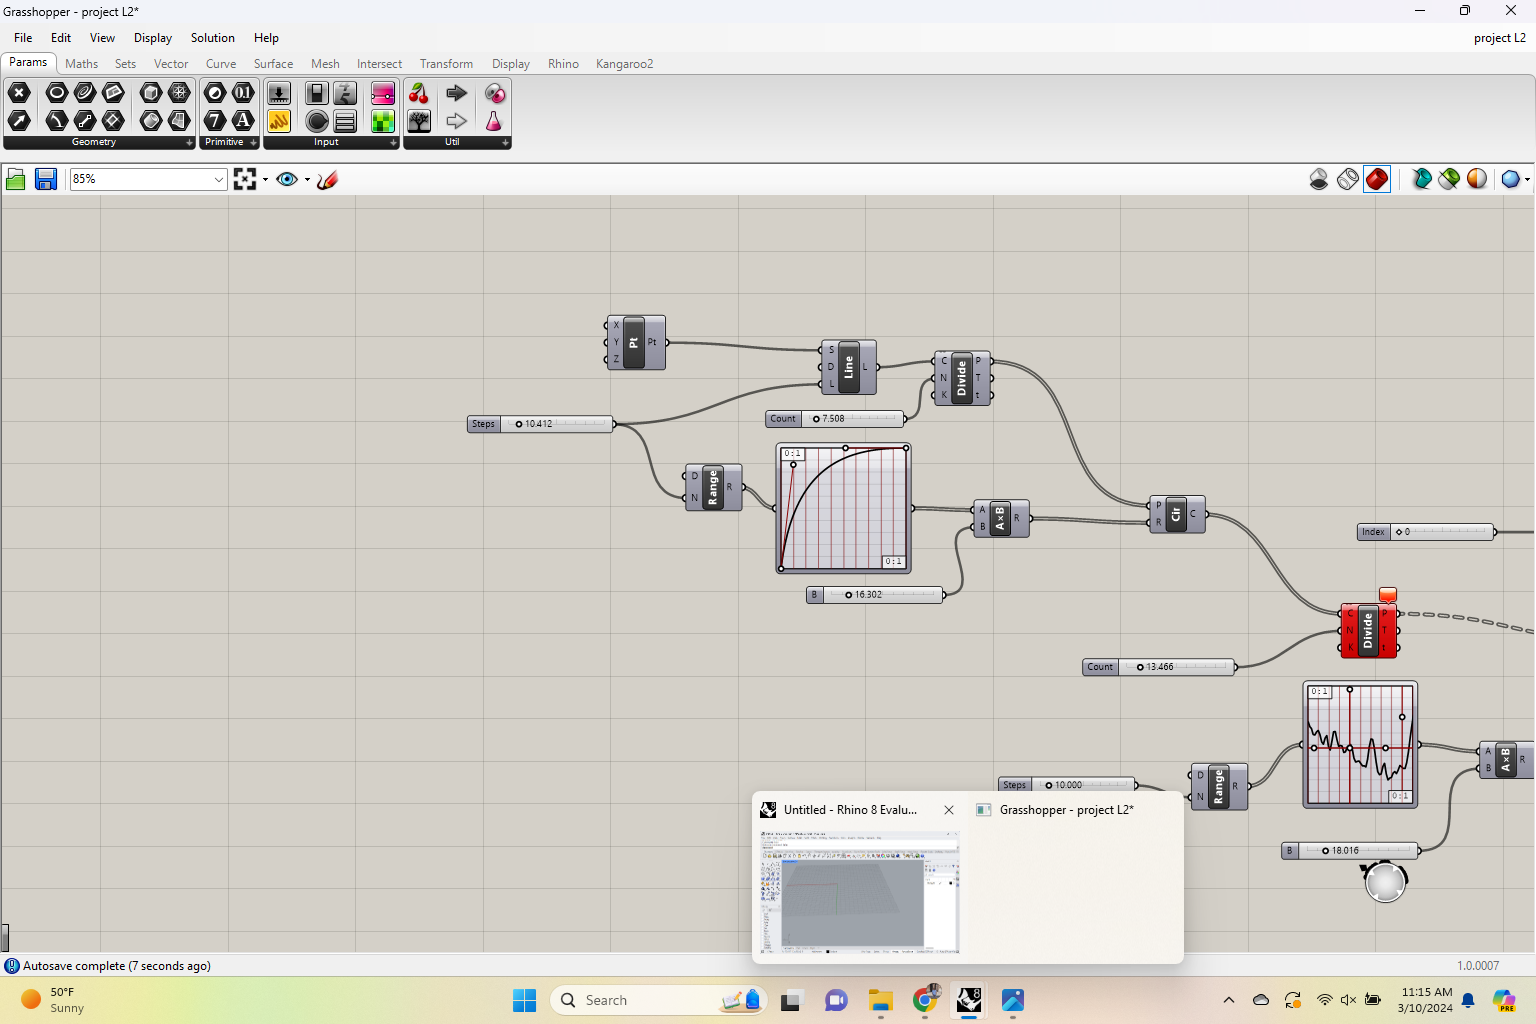 Grasshopper - project L2*
File Edit View Display Solution Help project L2
Params Maths Sets Vector Curve Surface Mesh Intersect Transform Display Rhino Kangaroo2
0.1
7 A
Geometry Primitive Input Util
85%
X
Y Pt Pt
Z
S
D Line L
L
C P
N Divide T
K t
Steps 10.412
Count 7.508
0:1
0:1
D
N Range R
A
B A×B R
P
R Cir C
Index 0
B 16.302
C P
N Divide T
K t
Count 13.466
0:1
0:1
A
B A×B R
D
N Range R
Steps 10.000
B 18.016
Untitled - Rhino 8 Evalu...
Grasshopper - project L2*
Autosave complete (7 seconds ago)
1.0.0007
50°F
Sunny
Search
8
11:15 AM
3/10/2024
PRE